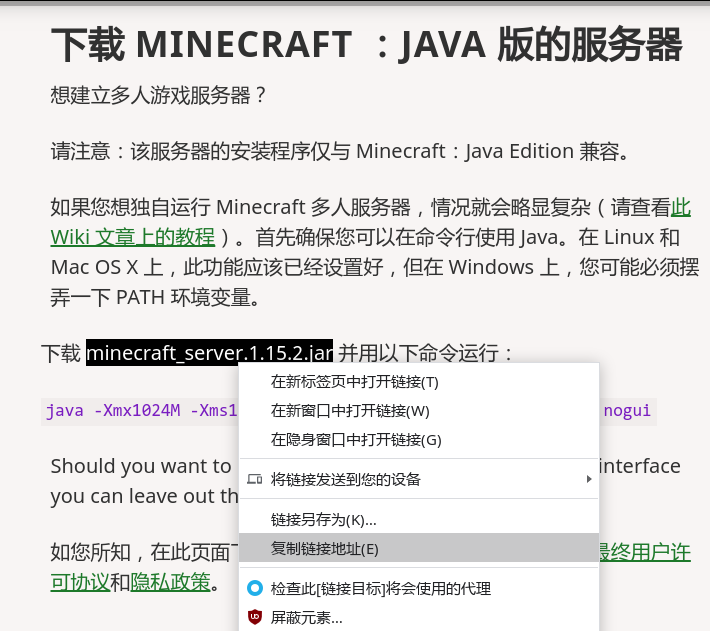 下载 MINECRAFT ：JAVA 版的服务器
想建立多人游戏服务器？
请注意：该服务器的安装程序仅与 Minecraft：Java Edition 兼容。
如果您想独自运行 Minecraft 多人服务器，情况就会略显复杂（请查看此
Wiki 文章上的教程）。首先确保您可以在命令行使用 Java。在 Linux 和
Mac OS X 上，此功能应该已经设置好，但在 Windows 上，您可能必须摆
弄一下 PATH 环境变量。
下载 minecraft_server.1.15.2.jar 并用以下命令运行：
java -Xmx1024M -Xms1 nogui
Should you want to interface
you can leave out th
如您所知，在此页面 最终用户许
可协议和隐私政策。
在新标签页中打开链接(T)
在新窗口中打开链接(W)
在隐身窗口中打开链接(G)
将链接发送到您的设备
链接另存为(K)...
复制链接地址(E)
检查此[链接目标]将会使用的代理
屏蔽元素...